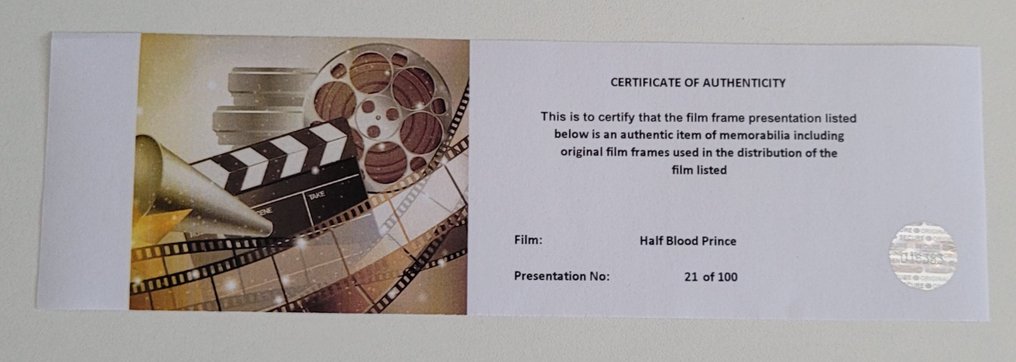 CERTIFICATE OF AUTHENTICITY
This is to certify that the film frame presentation listed
below is an authentic item of memorabilia including
original film frames used in the distribution of the
film listed
Film: Half Blood Prince
Presentation No: 21 of 100
TAKE